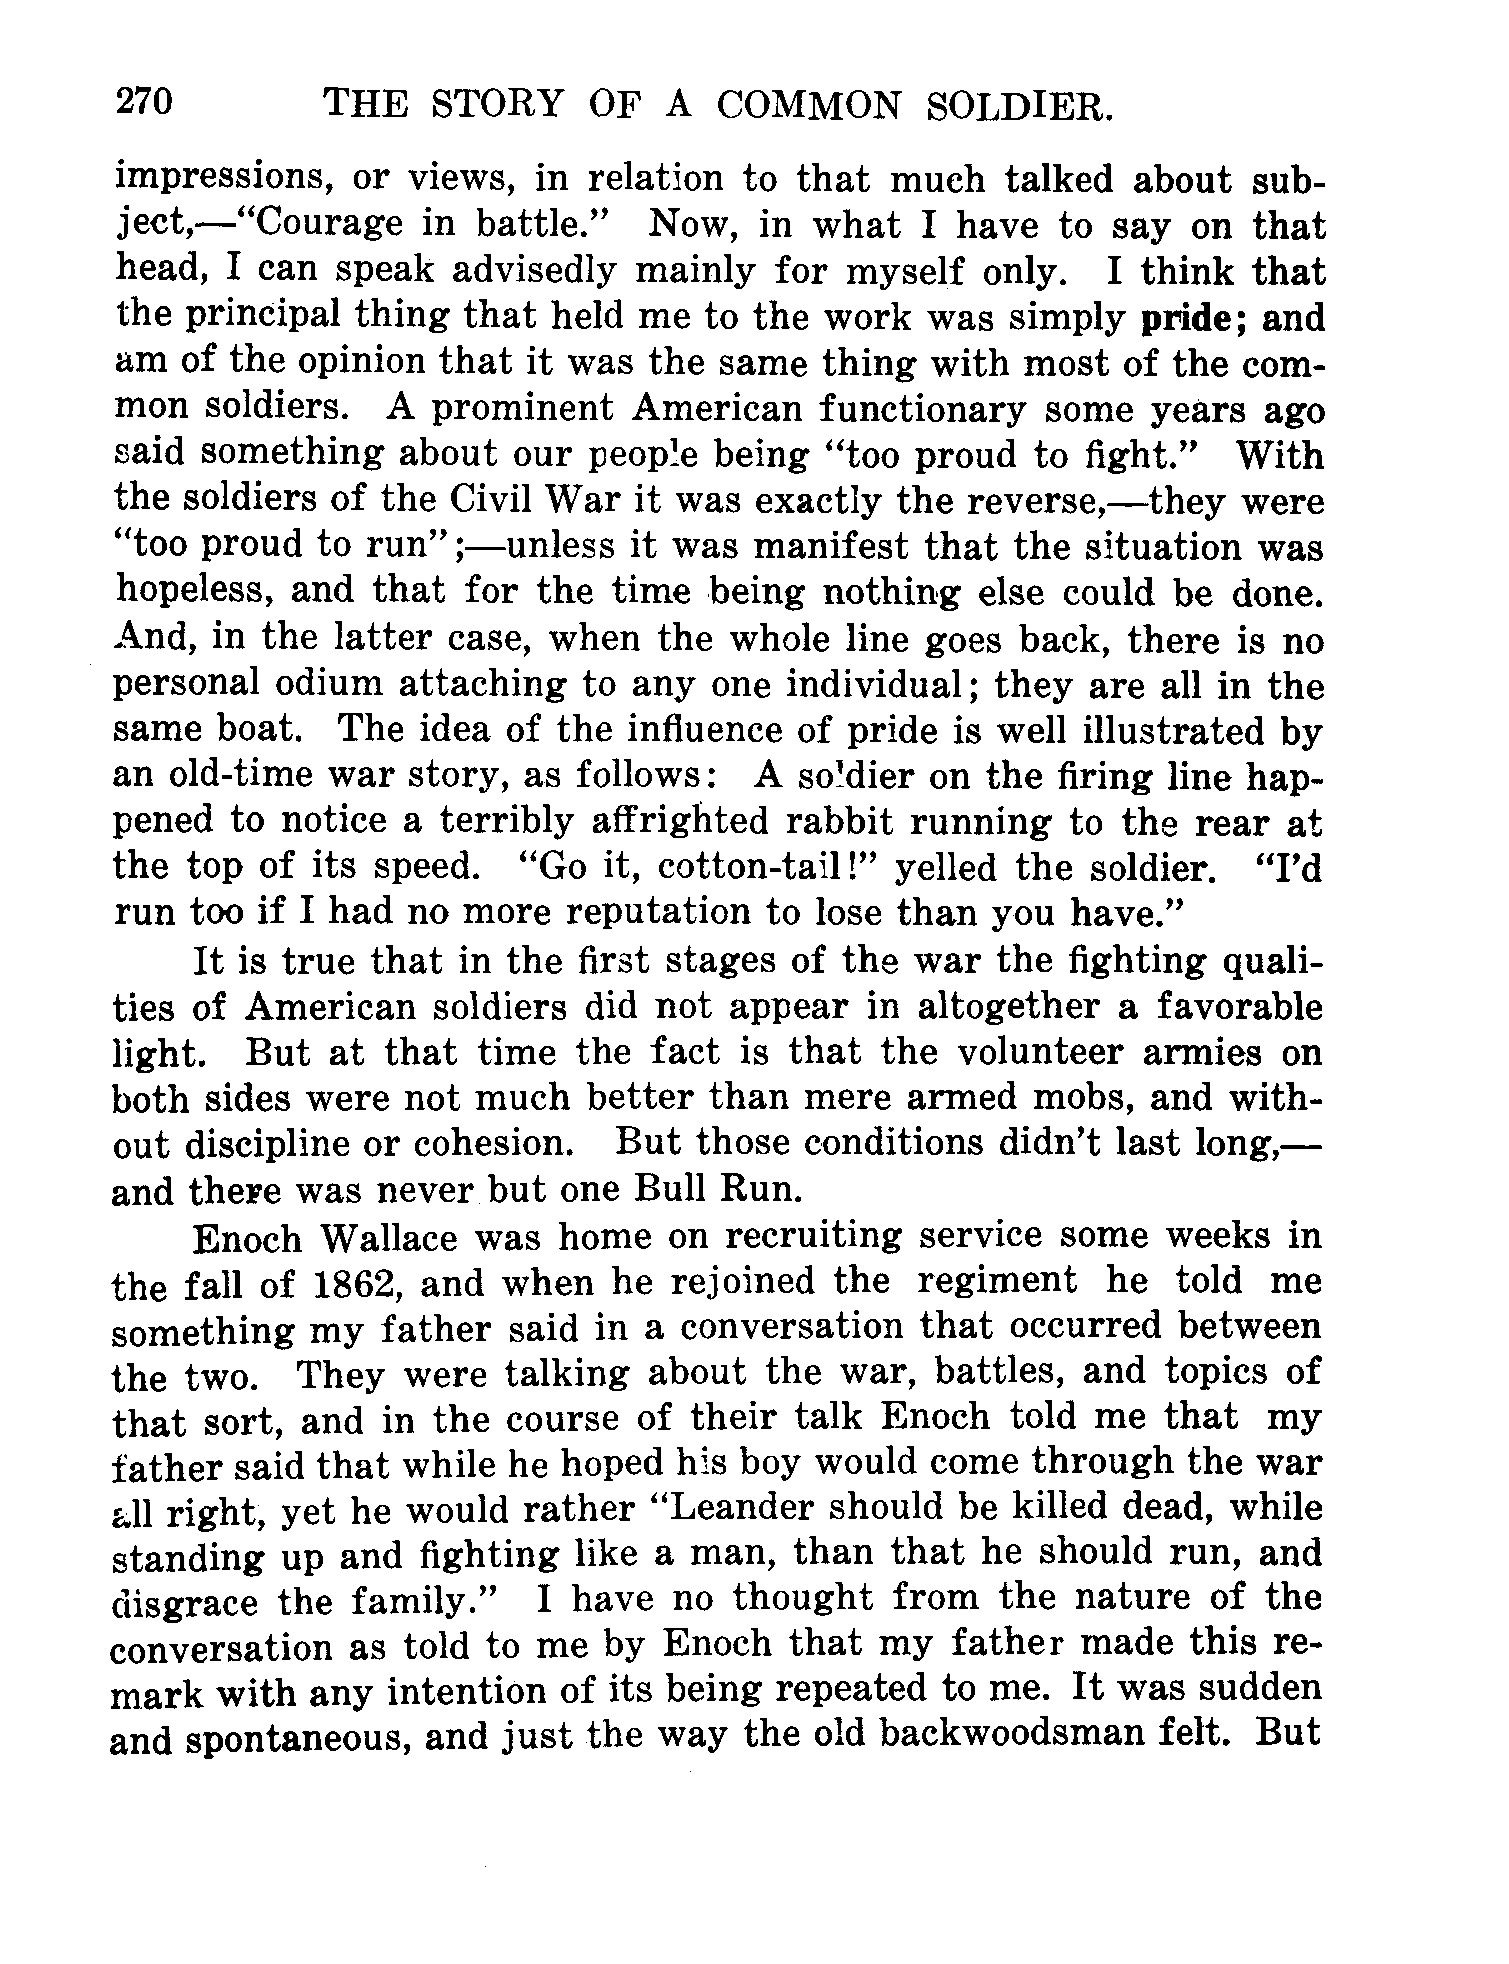 270 THE STORY OF A COMMON SOLDIER.
impressions, or views, in relation to that much talked about sub-
ject,—“Courage in battle.” Now, in what I have to say on that
head, I can speak advisedly mainly for myself only. I think that
the principal thing that held me to the work was simply pride; and
am of the opinion that it was the same thing with most of the com-
mon soldiers. A prominent American functionary some years ago
said something about our people being “too proud to fight.” With
the soldiers of the Civil War it was exactly the reverse,—they were
“too proud to run”;—unless it was manifest that the situation was
hopeless, and that for the time being nothing else could be done.
And, in the latter case, when the whole line goes back, there is no
personal odium attaching to any one individual; they are all in the
same boat. The idea of the influence of pride is well illustrated by
an old-time war story, as follows: A soldier on the firing line hap-
pened to notice a terribly affrighted rabbit running to the rear at
the top of its speed. “Go it, cotton-tail!” yelled the soldier. “I’d
run too if I had no more reputation to lose than you have.”
It is true that in the first stages of the war the fighting quali-
ties of American soldiers did not appear in altogether a favorable
light. But at that time the fact is that the volunteer armies on
both sides were not much better than mere armed mobs, and with-
out discipline or cohesion. But those conditions didn’t last long,—
and there was never but one Bull Run.
Enoch Wallace was home on recruiting service some weeks in
the fall of 1862, and when he rejoined the regiment he told me
something my father said in a conversation that occurred between
the two. They were talking about the war, battles, and topics of
that sort, and in the course of their talk Enoch told me that my
father said that while he hoped his boy would come through the war
all right, yet he would rather “Leander should be killed dead, while
standing up and fighting like a man, than that he should run, and
disgrace the family.” I have no thought from the nature of the
conversation as told to me by Enoch that my father made this re-
mark with any intention of its being repeated to me. It was sudden
and spontaneous, and just the way the old backwoodsman felt. But